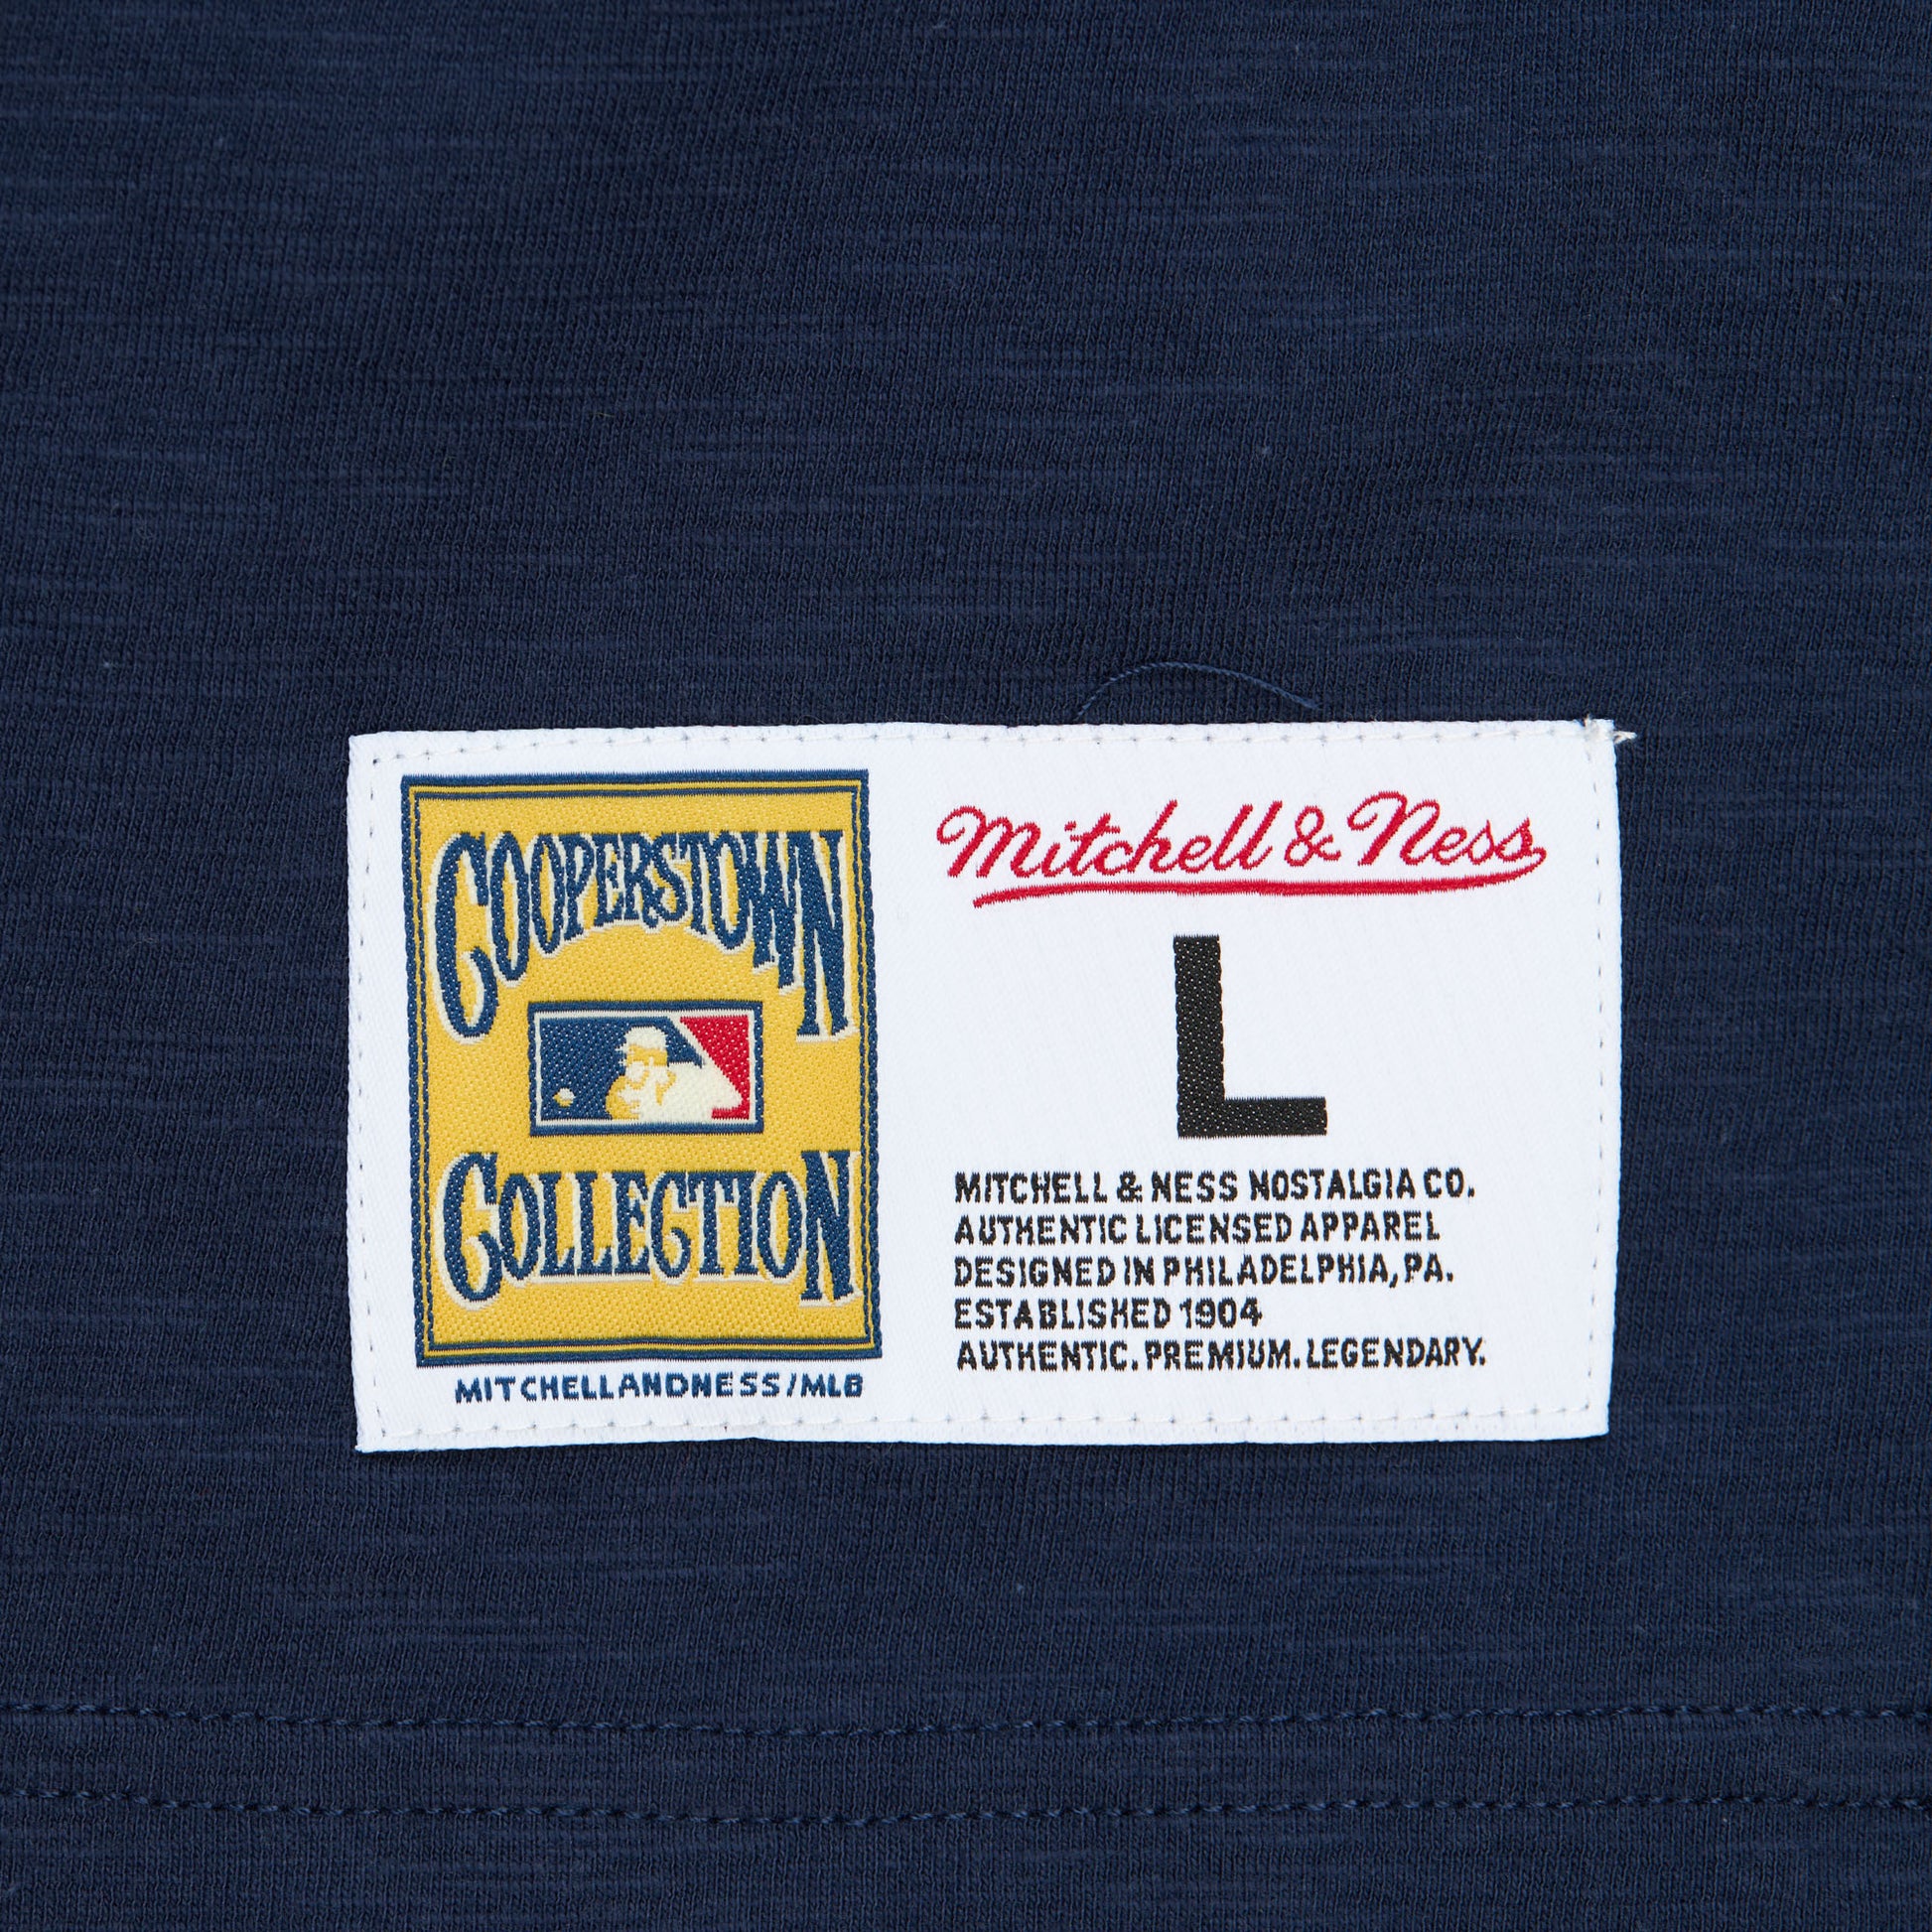 COOPERSTOWN
COLLECTION
MITCHELLANDNESS/MLB
Mitchell & Ness
L
MITCHELL & NESS NOSTALGIA CO.
AUTHENTIC LICENSED APPAREL
DESIGNED IN PHILADELPHIA, PA.
ESTABLISHED 1904
AUTHENTIC. PREMIUM. LEGENDARY.